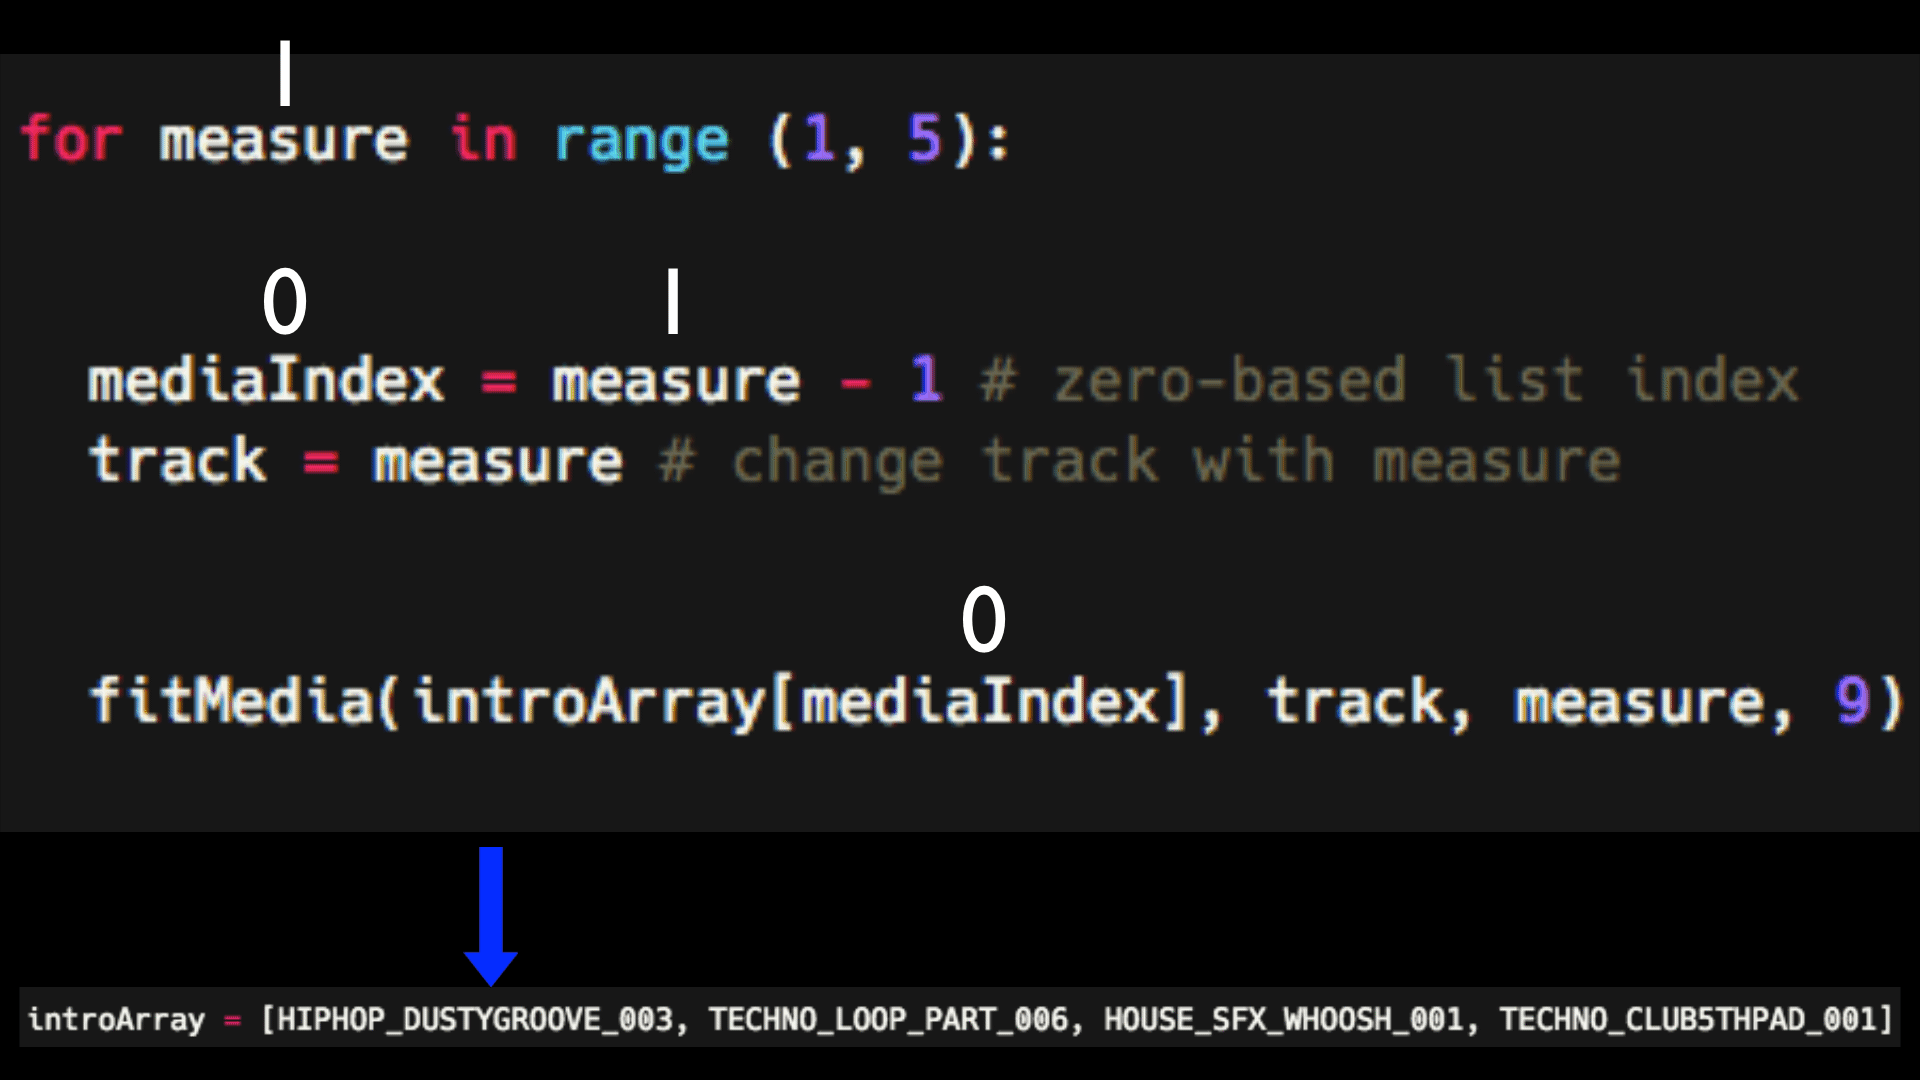 1
for measure in range (1, 5):
0 1
mediaIndex = measure - 1 # zero-based list index
track = measure # change track with measure
0
fitMedia(introArray[mediaIndex], track, measure, 9)
introArray = [HIPHOP_DUSTYGROOVE_003, TECHNO_LOOP_PART_006, HOUSE_SFX_WHOOSH_001, TECHNO_CLUB5THPAD_001]